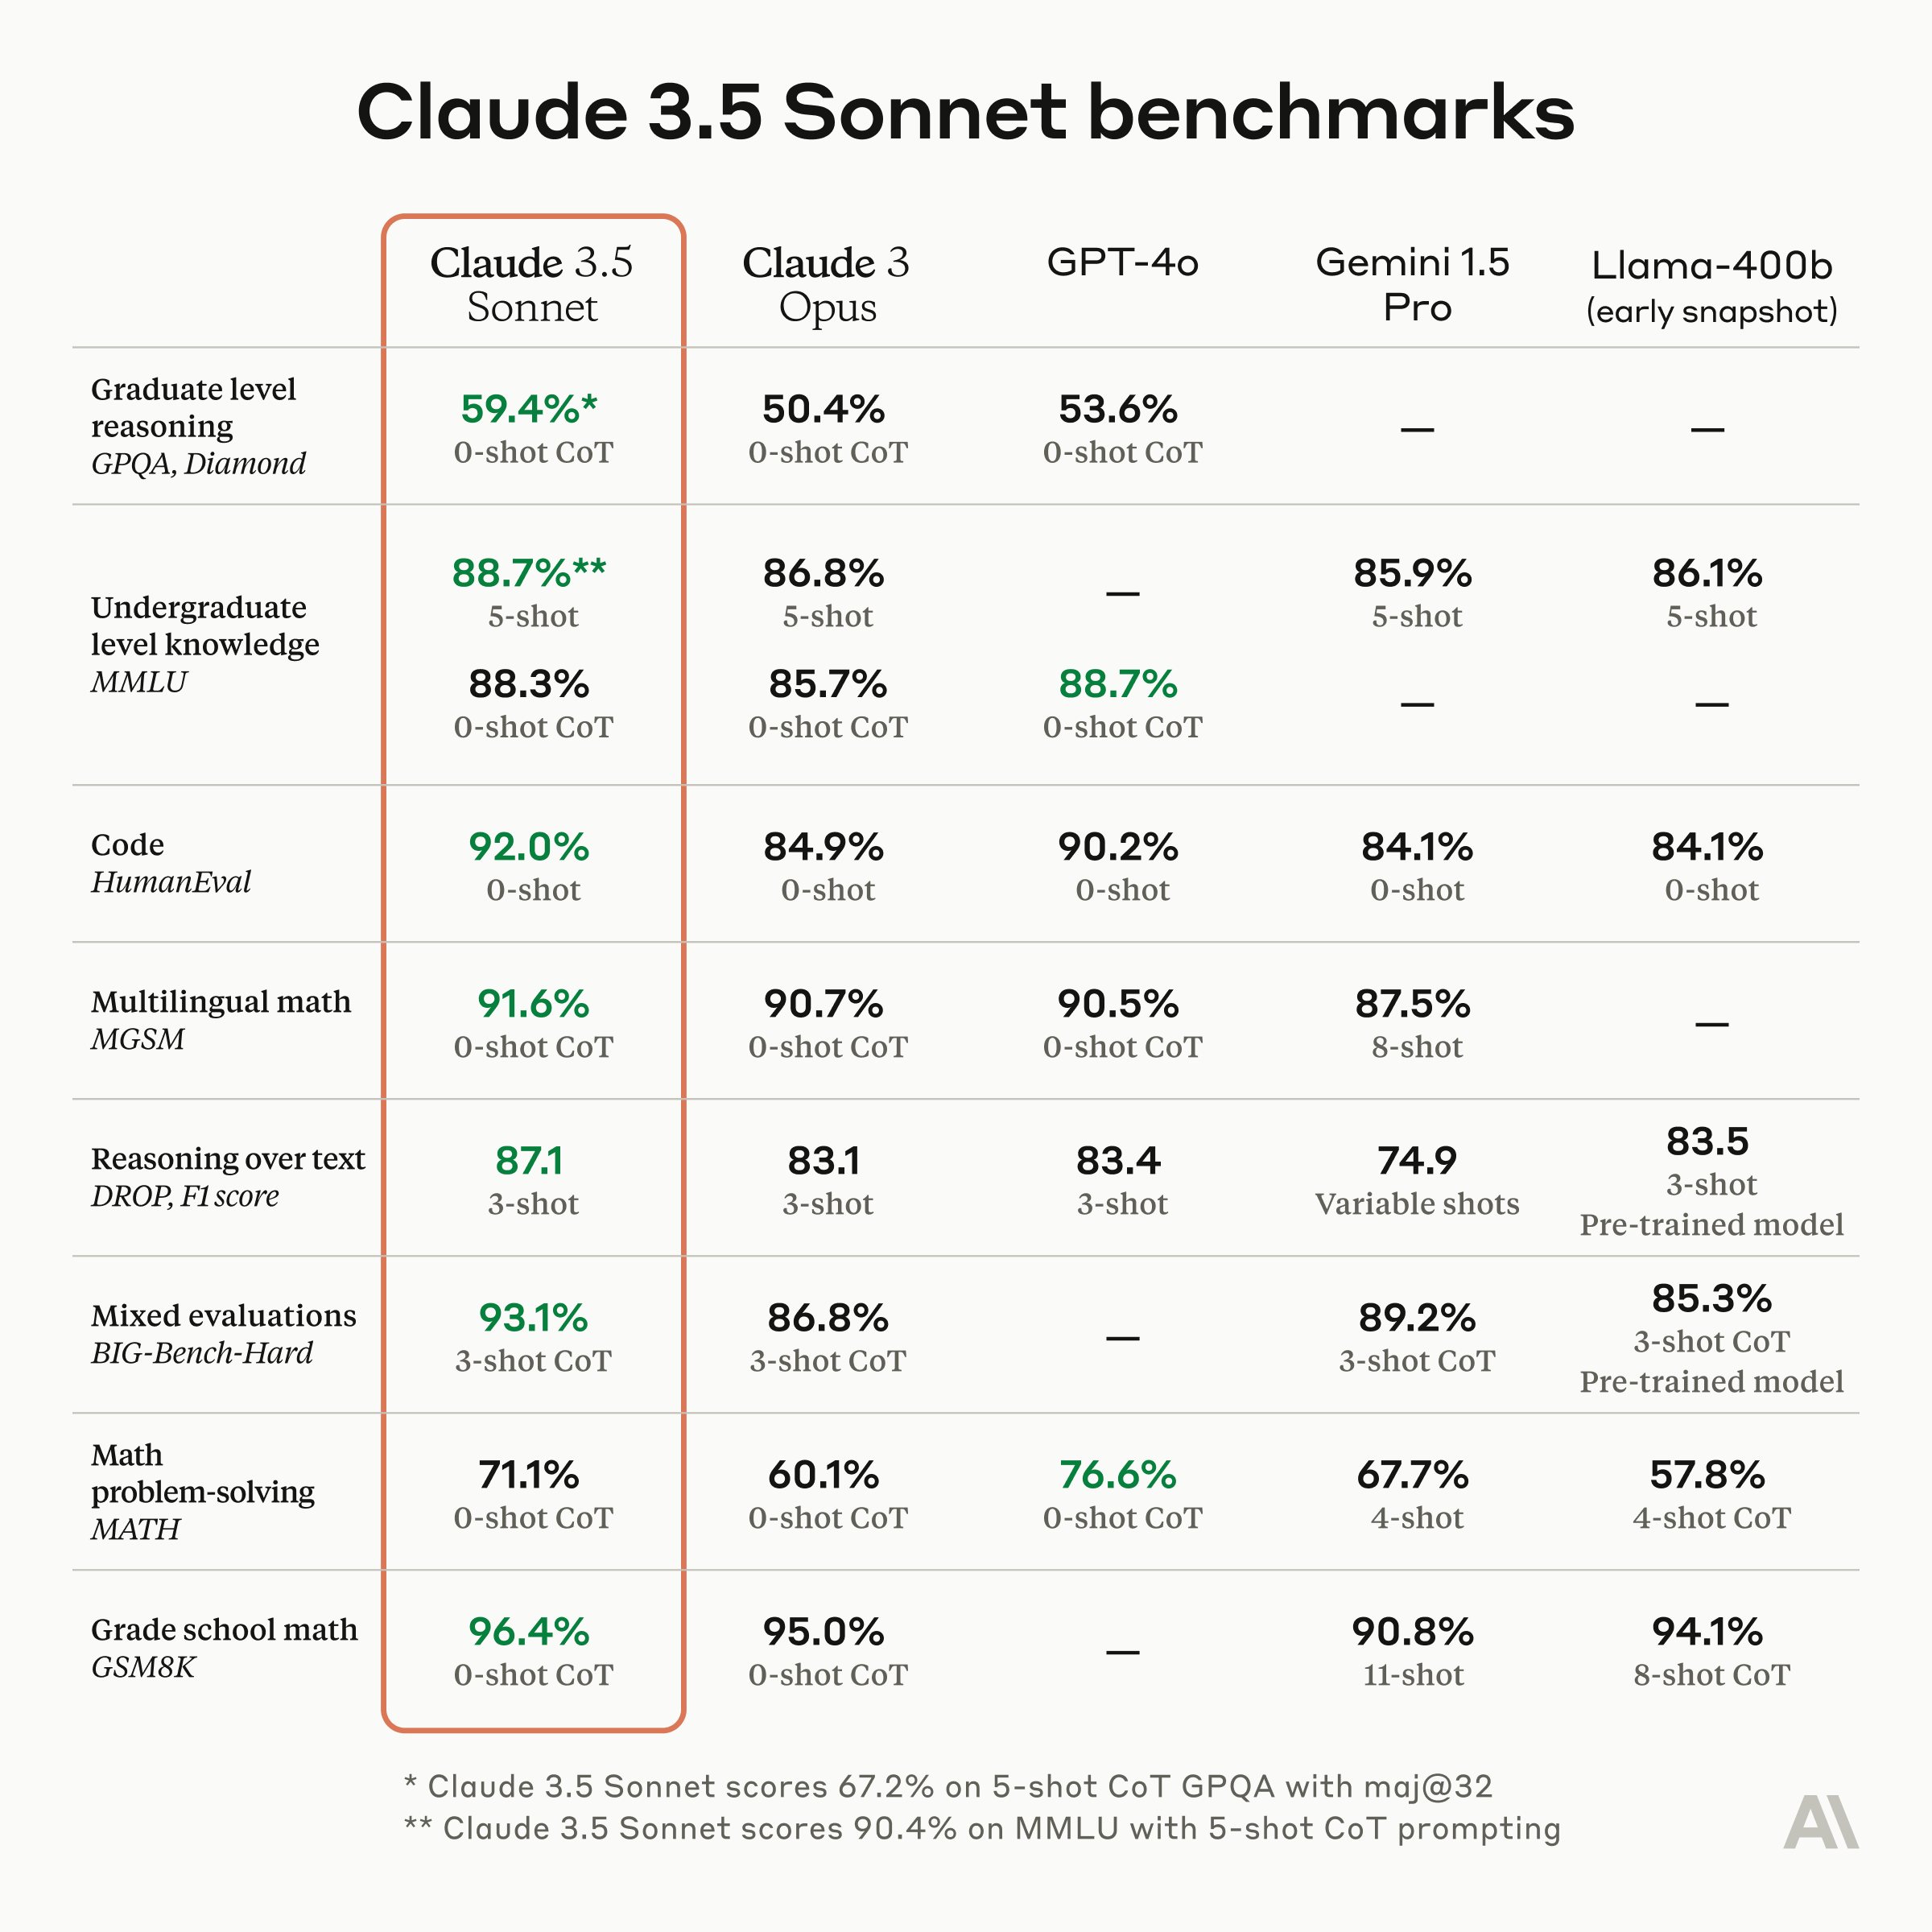 Claude 3.5 Sonnet benchmarks
Claude 3.5
Sonnet
Claude 3
Opus
GPT-4o
Gemini 1.5
Pro
Llama-400b
(early snapshot)
Graduate level
reasoning
GPQA, Diamond
59.4%*
0-shot CoT
50.4%
0-shot CoT
53.6%
0-shot CoT
—
—
Undergraduate
level knowledge
MMLU
88.7%**
5-shot
86.8%
5-shot
—
85.9%
5-shot
86.1%
5-shot
88.3%
0-shot CoT
85.7%
0-shot CoT
88.7%
0-shot CoT
—
—
Code
HumanEval
92.0%
0-shot
84.9%
0-shot
90.2%
0-shot
84.1%
0-shot
84.1%
0-shot
Multilingual math
MGSM
91.6%
0-shot CoT
90.7%
0-shot CoT
90.5%
0-shot CoT
87.5%
8-shot
—
Reasoning over text
DROP, F1 score
87.1
3-shot
83.1
3-shot
83.4
3-shot
74.9
Variable shots
83.5
3-shot
Pre-trained model
Mixed evaluations
BIG-Bench-Hard
93.1%
3-shot CoT
86.8%
3-shot CoT
—
89.2%
3-shot CoT
85.3%
3-shot CoT
Pre-trained model
Math
problem-solving
MATH
71.1%
0-shot CoT
60.1%
0-shot CoT
76.6%
0-shot CoT
67.7%
4-shot
57.8%
4-shot CoT
Grade school math
GSM8K
96.4%
0-shot CoT
95.0%
0-shot CoT
—
90.8%
11-shot
94.1%
8-shot CoT
* Claude 3.5 Sonnet scores 67.2% on 5-shot CoT GPQA with maj@32
** Claude 3.5 Sonnet scores 90.4% on MMLU with 5-shot CoT prompting
A\